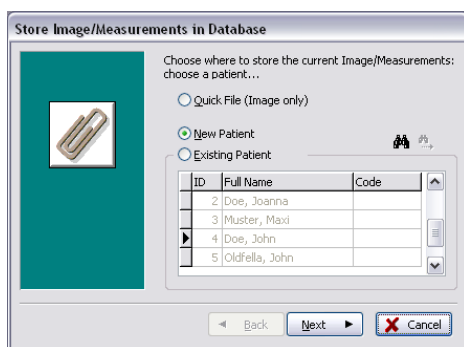 Store Image/Measurements in Database
Choose where to store the current Image/Measurements:
choose a patient...
Quick File (Image only)
New Patient
Existing Patient
ID Full Name Code
2 Doe, Joanna
3 Muster, Maxi
4 Doe, John
5 Oldfella, John
Back Next Cancel